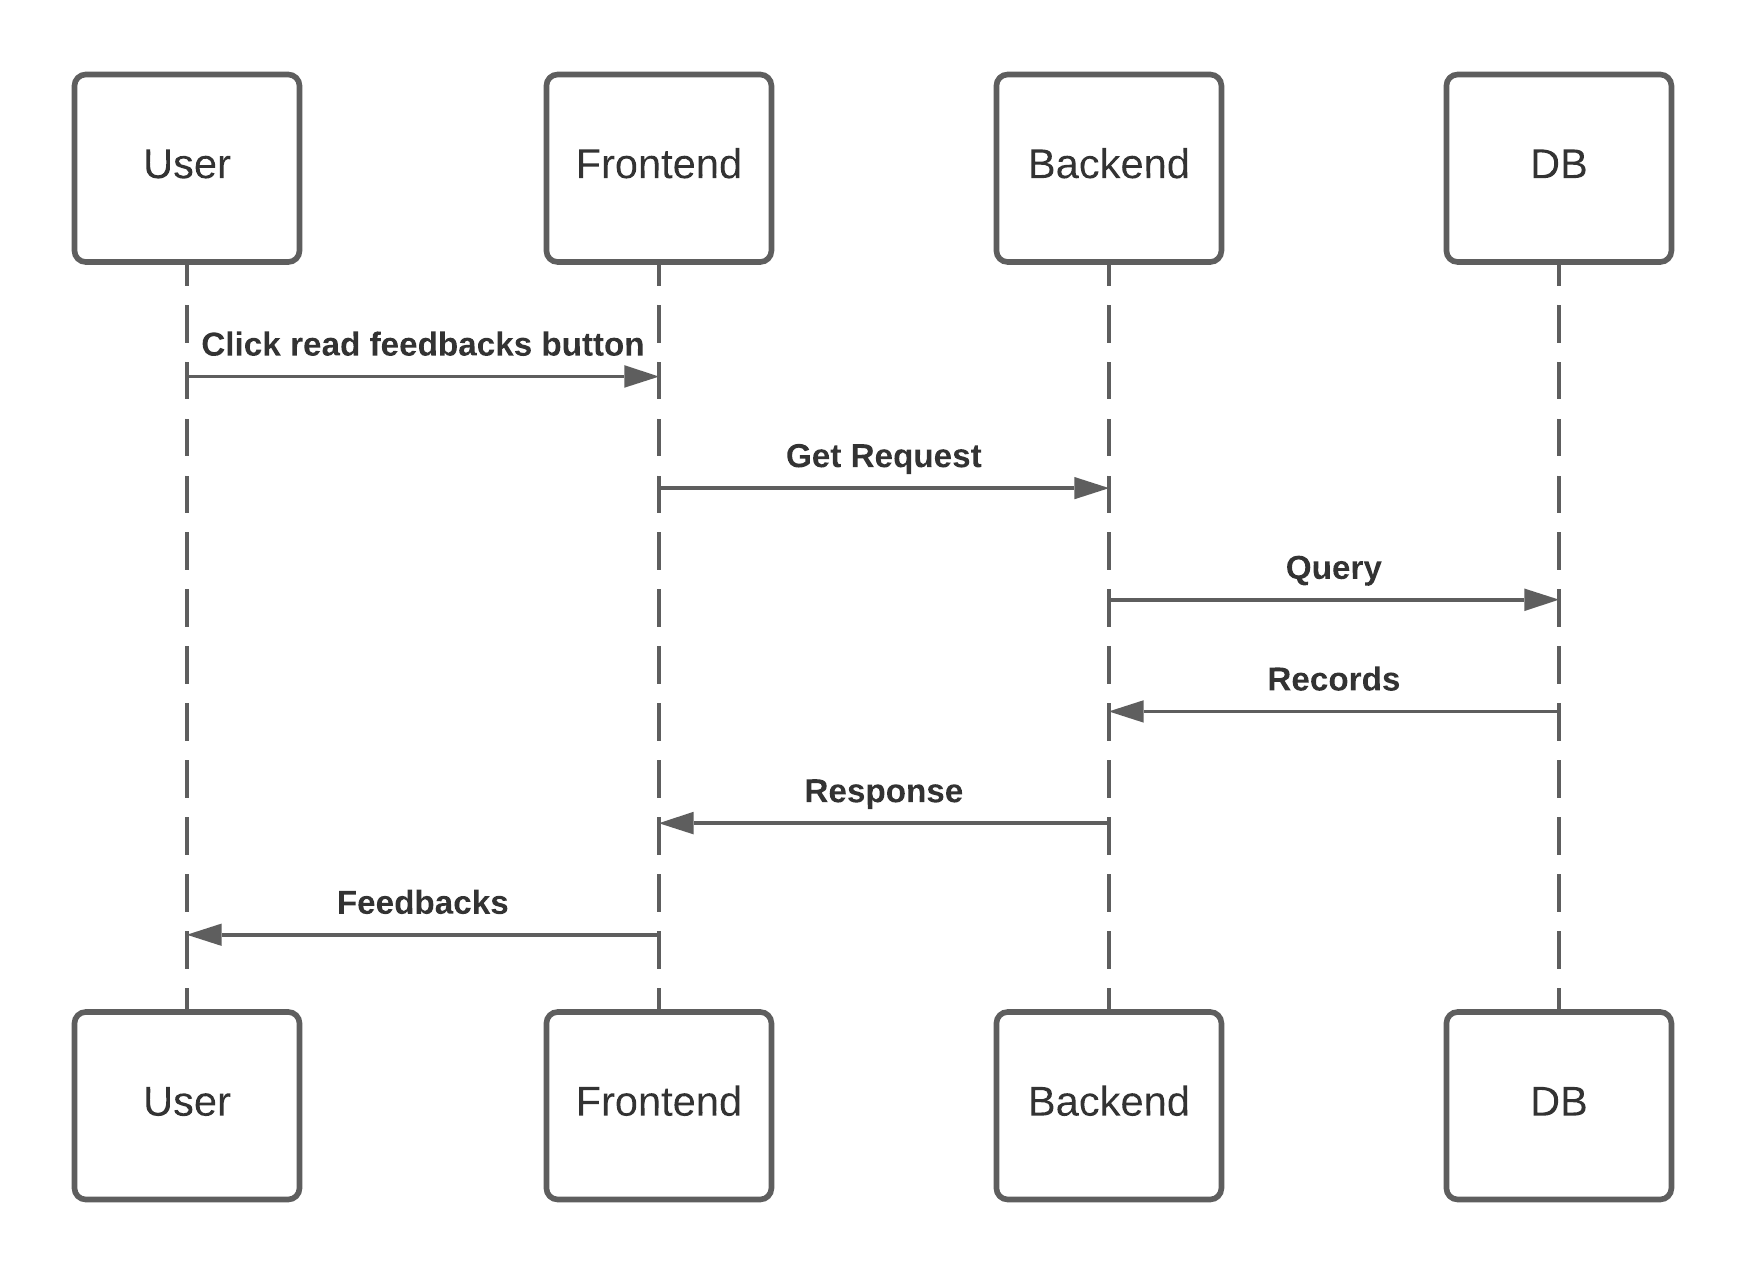 User
Frontend
Backend
DB
Click read feedbacks button
Get Request
Query
Records
Response
Feedbacks
User
Frontend
Backend
DB